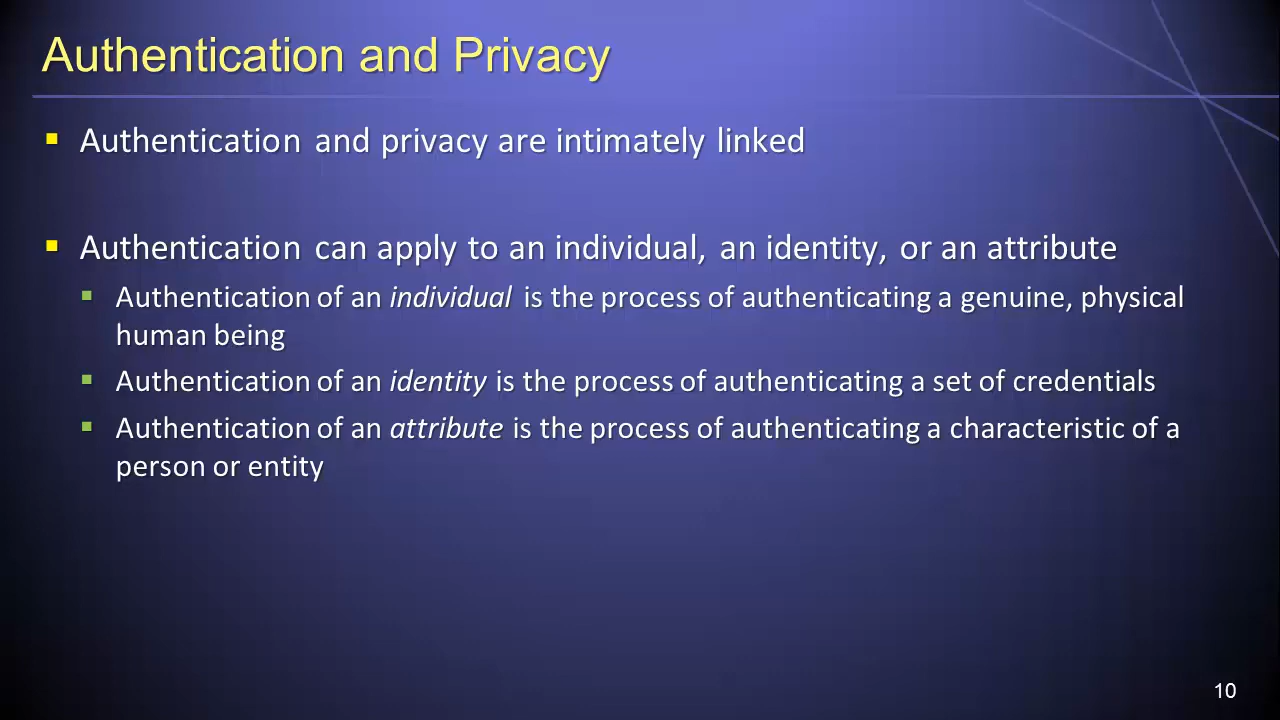 Authentication and Privacy
Authentication and privacy are intimately linked
Authentication can apply to an individual, an identity, or an attribute
Authentication of an individual is the process of authenticating a genuine, physical
human being
Authentication of an identity is the process of authenticating a set of credentials
Authentication of an attribute is the process of authenticating a characteristic of a
person or entity
10